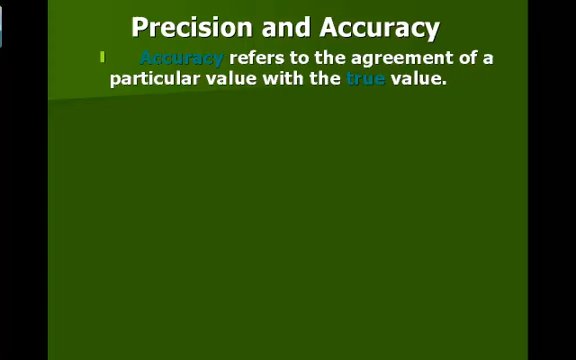 Precision and Accuracy
Accuracy refers to the agreement of a
particular value with the true value.